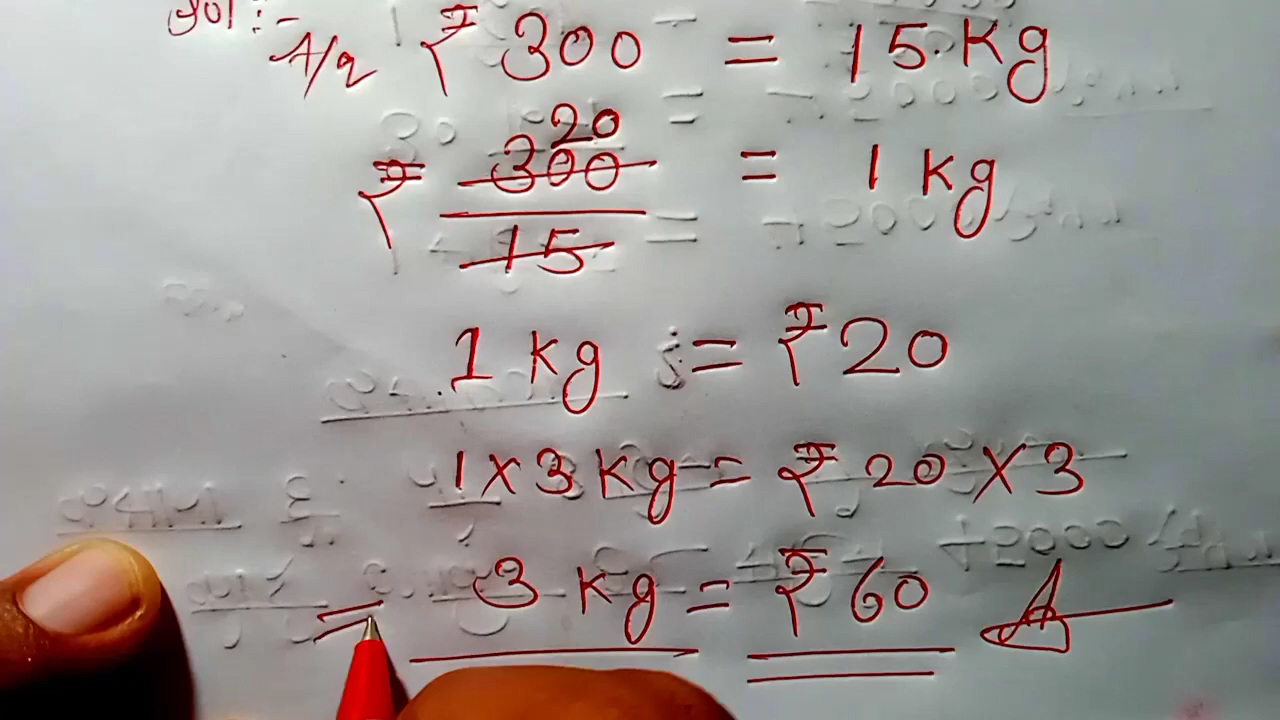 Sol :-
A/q ₹ 300 = 15 Kg
20
₹ 300/15 = 1 kg
1 kg = ₹ 20
1 x 3 kg = ₹ 20 x 3
= 3 kg = ₹ 60 A